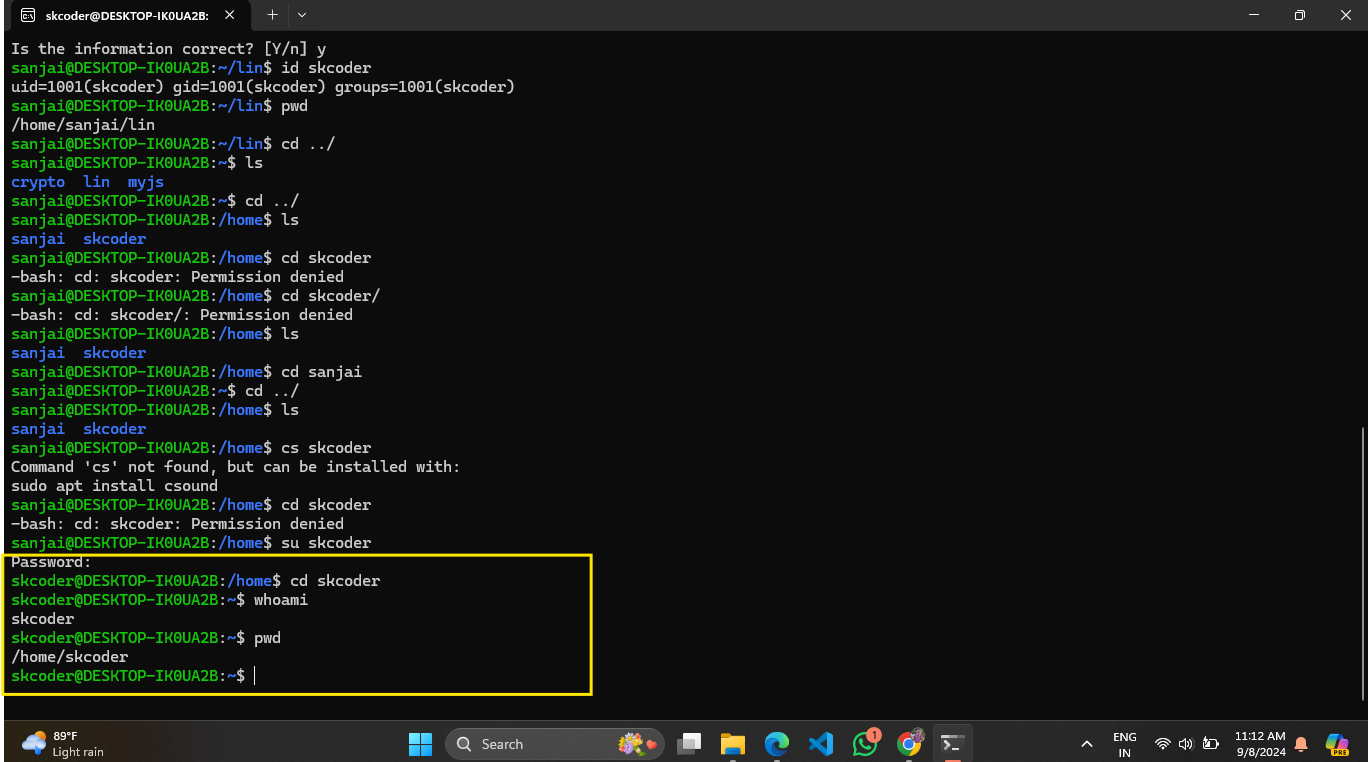 skcoder@DESKTOP-IK0UA2B:
Is the information correct? [Y/n] y
sanjai@DESKTOP-IK0UA2B:~/lin$ id skcoder
uid=1001(skcoder) gid=1001(skcoder) groups=1001(skcoder)
sanjai@DESKTOP-IK0UA2B:~/lin$ pwd
/home/sanjai/lin
sanjai@DESKTOP-IK0UA2B:~/lin$ cd ../
sanjai@DESKTOP-IK0UA2B:~$ ls
crypto  lin  myjs
sanjai@DESKTOP-IK0UA2B:~$ cd ../
sanjai@DESKTOP-IK0UA2B:/home$ ls
sanjai  skcoder
sanjai@DESKTOP-IK0UA2B:/home$ cd skcoder
-bash: cd: skcoder: Permission denied
sanjai@DESKTOP-IK0UA2B:/home$ cd skcoder/
-bash: cd: skcoder/: Permission denied
sanjai@DESKTOP-IK0UA2B:/home$ ls
sanjai  skcoder
sanjai@DESKTOP-IK0UA2B:/home$ cd sanjai
sanjai@DESKTOP-IK0UA2B:~$ cd ../
sanjai@DESKTOP-IK0UA2B:/home$ ls
sanjai  skcoder
sanjai@DESKTOP-IK0UA2B:/home$ cs skcoder
Command 'cs' not found, but can be installed with:
sudo apt install csound
sanjai@DESKTOP-IK0UA2B:/home$ cd skcoder
-bash: cd: skcoder: Permission denied
sanjai@DESKTOP-IK0UA2B:/home$ su skcoder
Password:
skcoder@DESKTOP-IK0UA2B:/home$ cd skcoder
skcoder@DESKTOP-IK0UA2B:~$ whoami
skcoder
skcoder@DESKTOP-IK0UA2B:~$ pwd
/home/skcoder
skcoder@DESKTOP-IK0UA2B:~$
89°F
Light rain
Search
1
ENG
IN
11:12 AM
9/8/2024
PRE